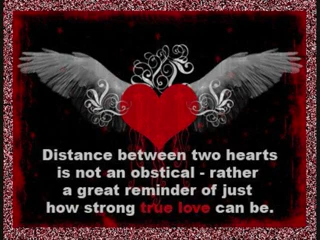 Distance between two hearts
is not an obstical - rather
a great reminder of just
how strong true love can be.